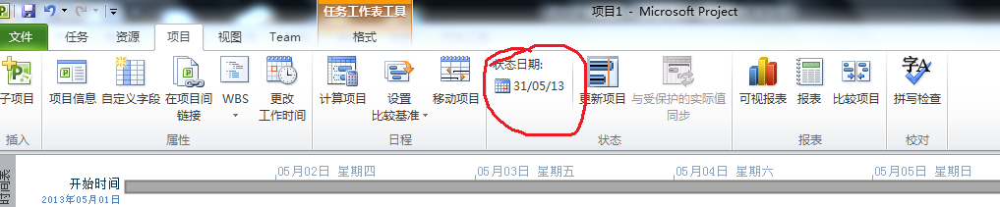 项目1 - Microsoft Project
任务工作表工具
文件 任务 资源 项目 视图 Team 格式
子项目
项目信息
自定义字段
在项目间
链接
WBS
更改
工作时间
计算项目
设置
比较基准
移动项目
状态日期:
31/05/13
更新项目
与受保护的实际值
同步
可视报表
报表
比较项目
字A
拼写检查
插入 属性 日程 状态 报表 校对
时间表
05月02日 星期四 05月03日 星期五 05月04日 星期六 05月05日 星期日
开始时间
2013年05月01日